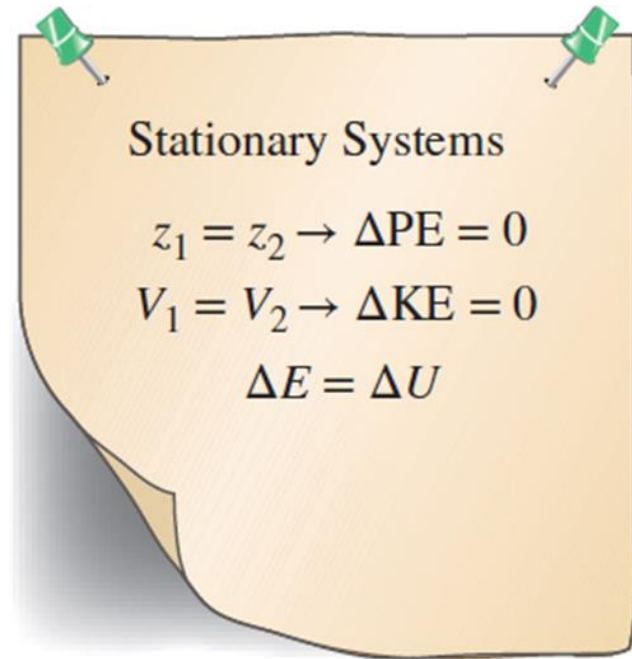 Stationary Systems
z₁ = z₂ → ΔPE = 0
V₁ = V₂ → ΔKE = 0
ΔE = ΔU